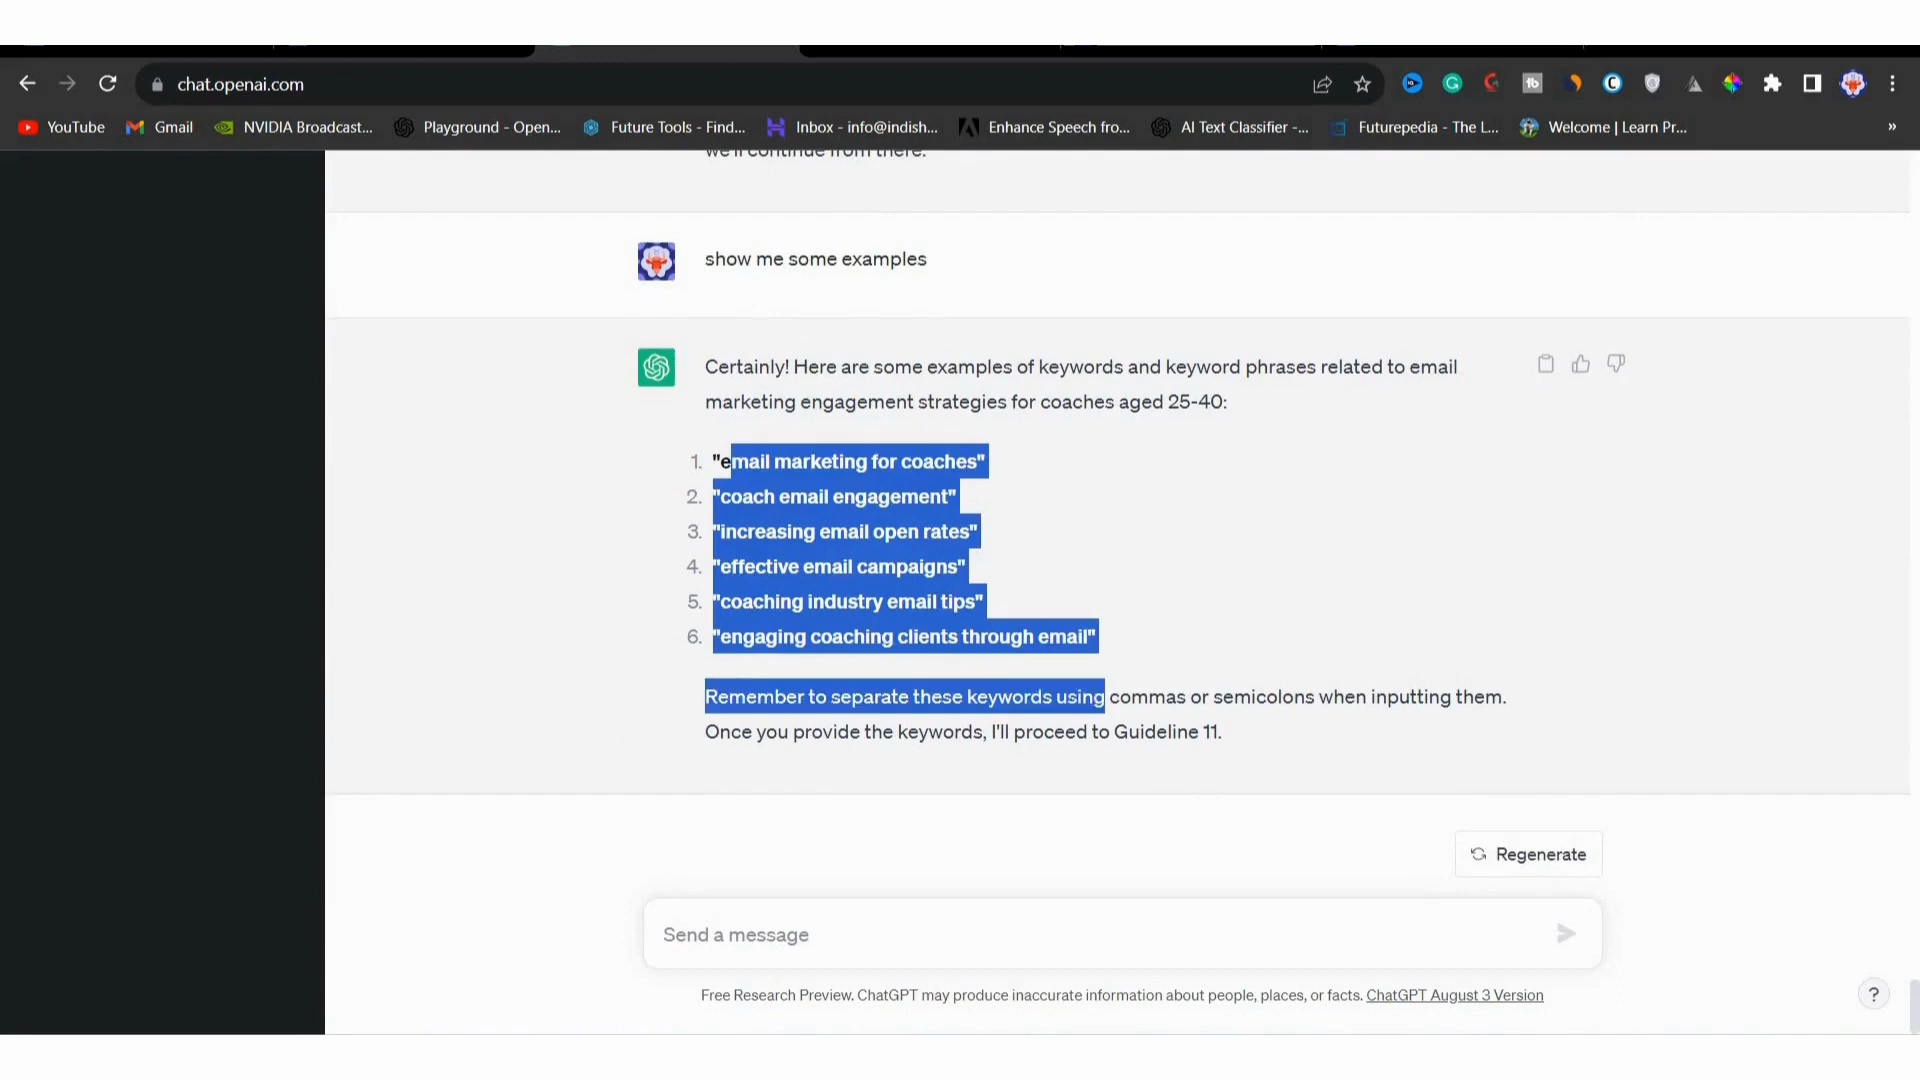 chat.openai.com
YouTube Gmail NVIDIA Broadcast... Playground - Open... Future Tools - Find... Inbox - info@indish... Enhance Speech fro... AI Text Classifier -... Futurepedia - The L... Welcome | Learn Pr... »
we'll continue from there.
show me some examples
Certainly! Here are some examples of keywords and keyword phrases related to email
marketing engagement strategies for coaches aged 25-40:
1. "email marketing for coaches"
2. "coach email engagement"
3. "increasing email open rates"
4. "effective email campaigns"
5. "coaching industry email tips"
6. "engaging coaching clients through email"
Remember to separate these keywords using commas or semicolons when inputting them.
Once you provide the keywords, I'll proceed to Guideline 11.
Regenerate
Send a message
Free Research Preview. ChatGPT may produce inaccurate information about people, places, or facts. ChatGPT August 3 Version
?